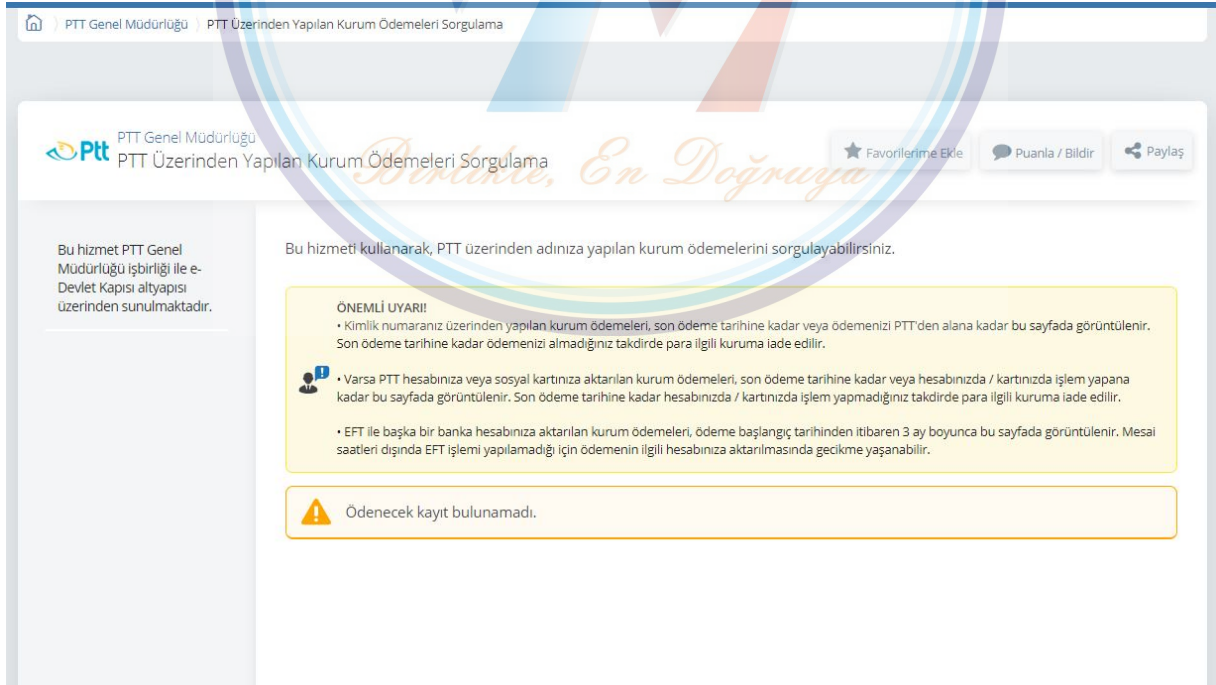 PTT Genel Müdürlüğü PTT Üzerinden Yapılan Kurum Ödemeleri Sorgulama
Ptt
PTT Genel Müdürlüğü
PTT Üzerinden Yapılan Kurum Ödemeleri Sorgulama
Favorilerime Ekle
Puanla / Bildir
Paylaş
Birlikte, En Doğruya
Bu hizmet PTT Genel
Müdürlüğü işbirliği ile e-
Devlet Kapısı altyapısı
üzerinden sunulmaktadır.
Bu hizmeti kullanarak, PTT üzerinden adınıza yapılan kurum ödemelerini sorgulayabilirsiniz.
ÖNEMLİ UYARI!
• Kimlik numaranız üzerinden yapılan kurum ödemeleri, son ödeme tarihine kadar veya ödemenizi PTT'den alana kadar bu sayfada görüntülenir.
Son ödeme tarihine kadar ödemenizi almadığınız takdirde para ilgili kuruma iade edilir.
• Varsa PTT hesabınıza veya sosyal kartınıza aktarılan kurum ödemeleri, son ödeme tarihine kadar veya hesabınızda / kartınızda işlem yapana
kadar bu sayfada görüntülenir. Son ödeme tarihine kadar hesabınızda / kartınızda işlem yapmadığınız takdirde para ilgili kuruma iade edilir.
• EFT ile başka bir banka hesabınıza aktarılan kurum ödemeleri, ödeme başlangıç tarihinden itibaren 3 ay boyunca bu sayfada görüntülenir. Mesai
saatleri dışında EFT işlemi yapılamadığı için ödemenin ilgili hesabınıza aktarılmasında gecikme yaşanabilir.
Ödenecek kayıt bulunamadı.